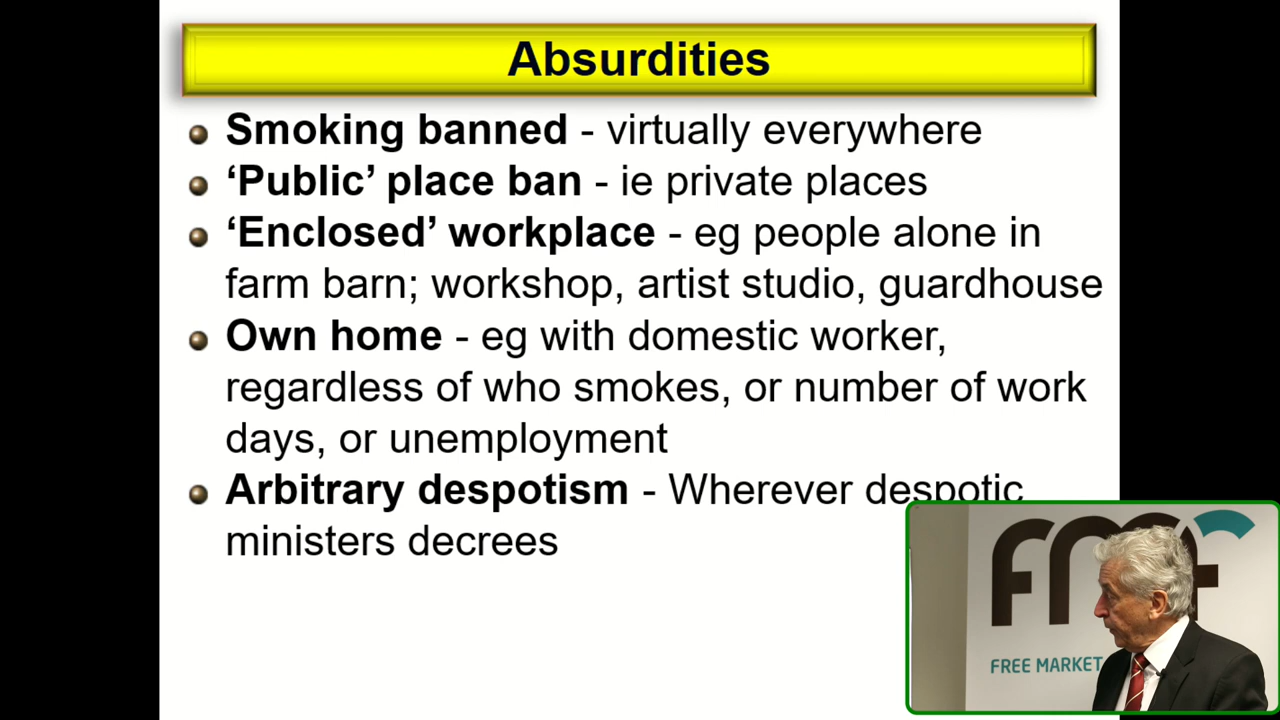 Absurdities
Smoking banned - virtually everywhere
‘Public’ place ban - ie private places
‘Enclosed’ workplace - eg people alone in
farm barn; workshop, artist studio, guardhouse
Own home - eg with domestic worker,
regardless of who smokes, or number of work
days, or unemployment
Arbitrary despotism - Wherever despotic
ministers decrees
fmf
FREE MARKET